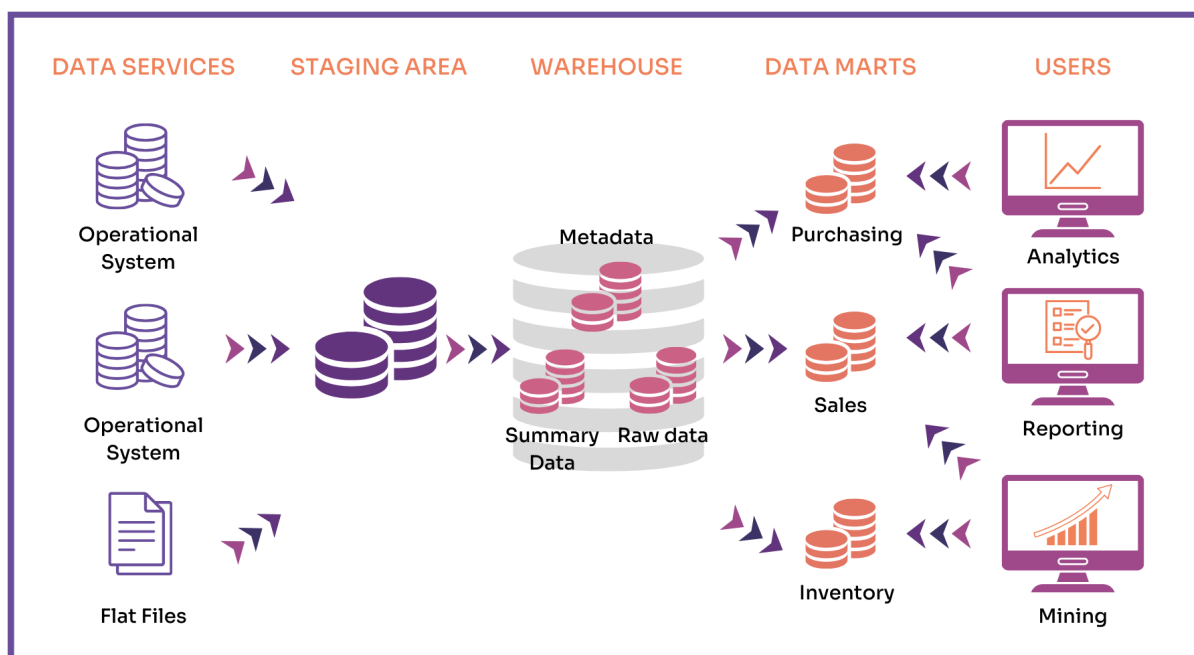 DATA SERVICES
STAGING AREA
WAREHOUSE
DATA MARTS
USERS
Operational
System
Operational
System
Flat Files
Metadata
Summary
Data
Raw data
Purchasing
Sales
Inventory
Analytics
Reporting
Mining